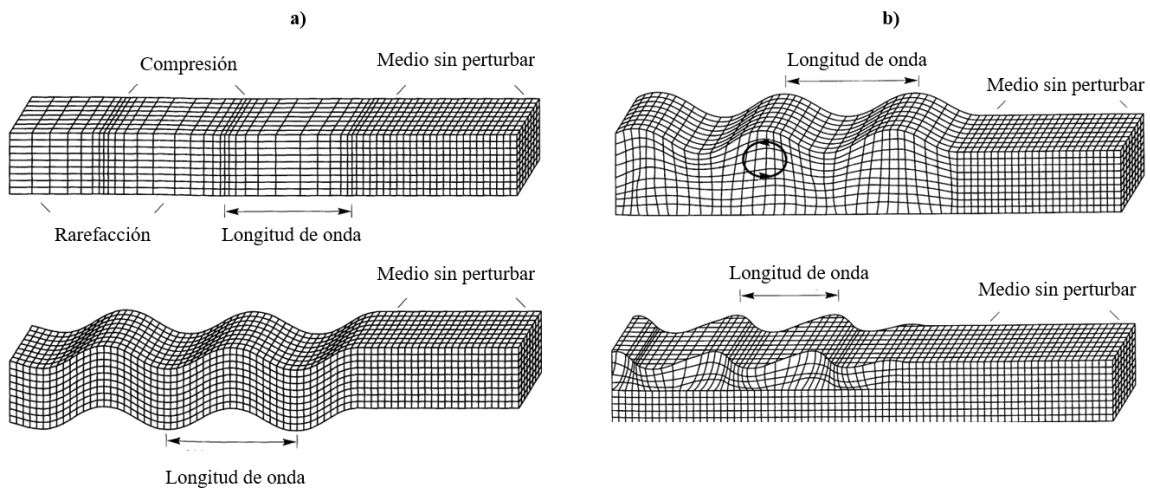 a)
Compresión
Medio sin perturbar
Rarefacción
Longitud de onda
Medio sin perturbar
Longitud de onda
b)
Longitud de onda
Medio sin perturbar
Longitud de onda
Medio sin perturbar